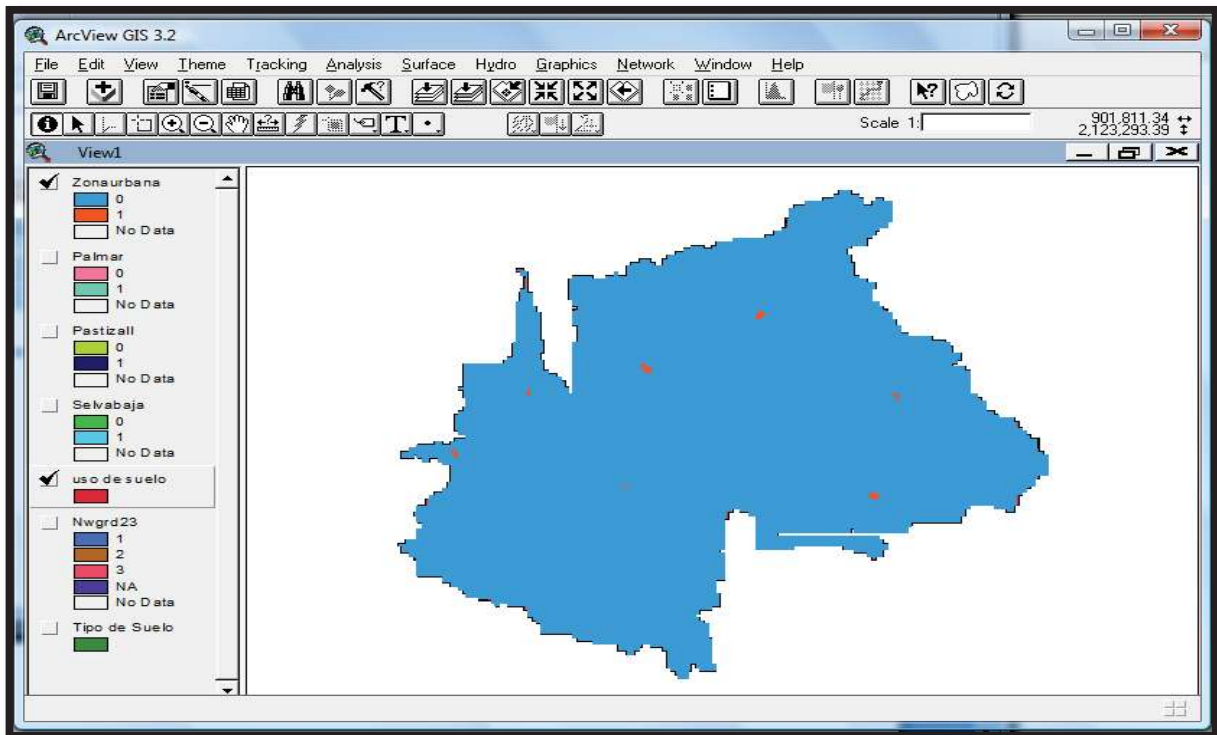 ArcView GIS 3.2
File Edit View Theme Tracking Analysis Surface Hydro Graphics Network Window Help
Scale 1:
901,811.34
2,123,293.39
View1
Zonaurbana
0
1
No Data
Palmar
0
1
No Data
Pastizall
0
1
No Data
Selvabaja
0
1
No Data
uso de suelo
Nwgrd23
1
2
3
NA
No Data
Tipo de Suelo